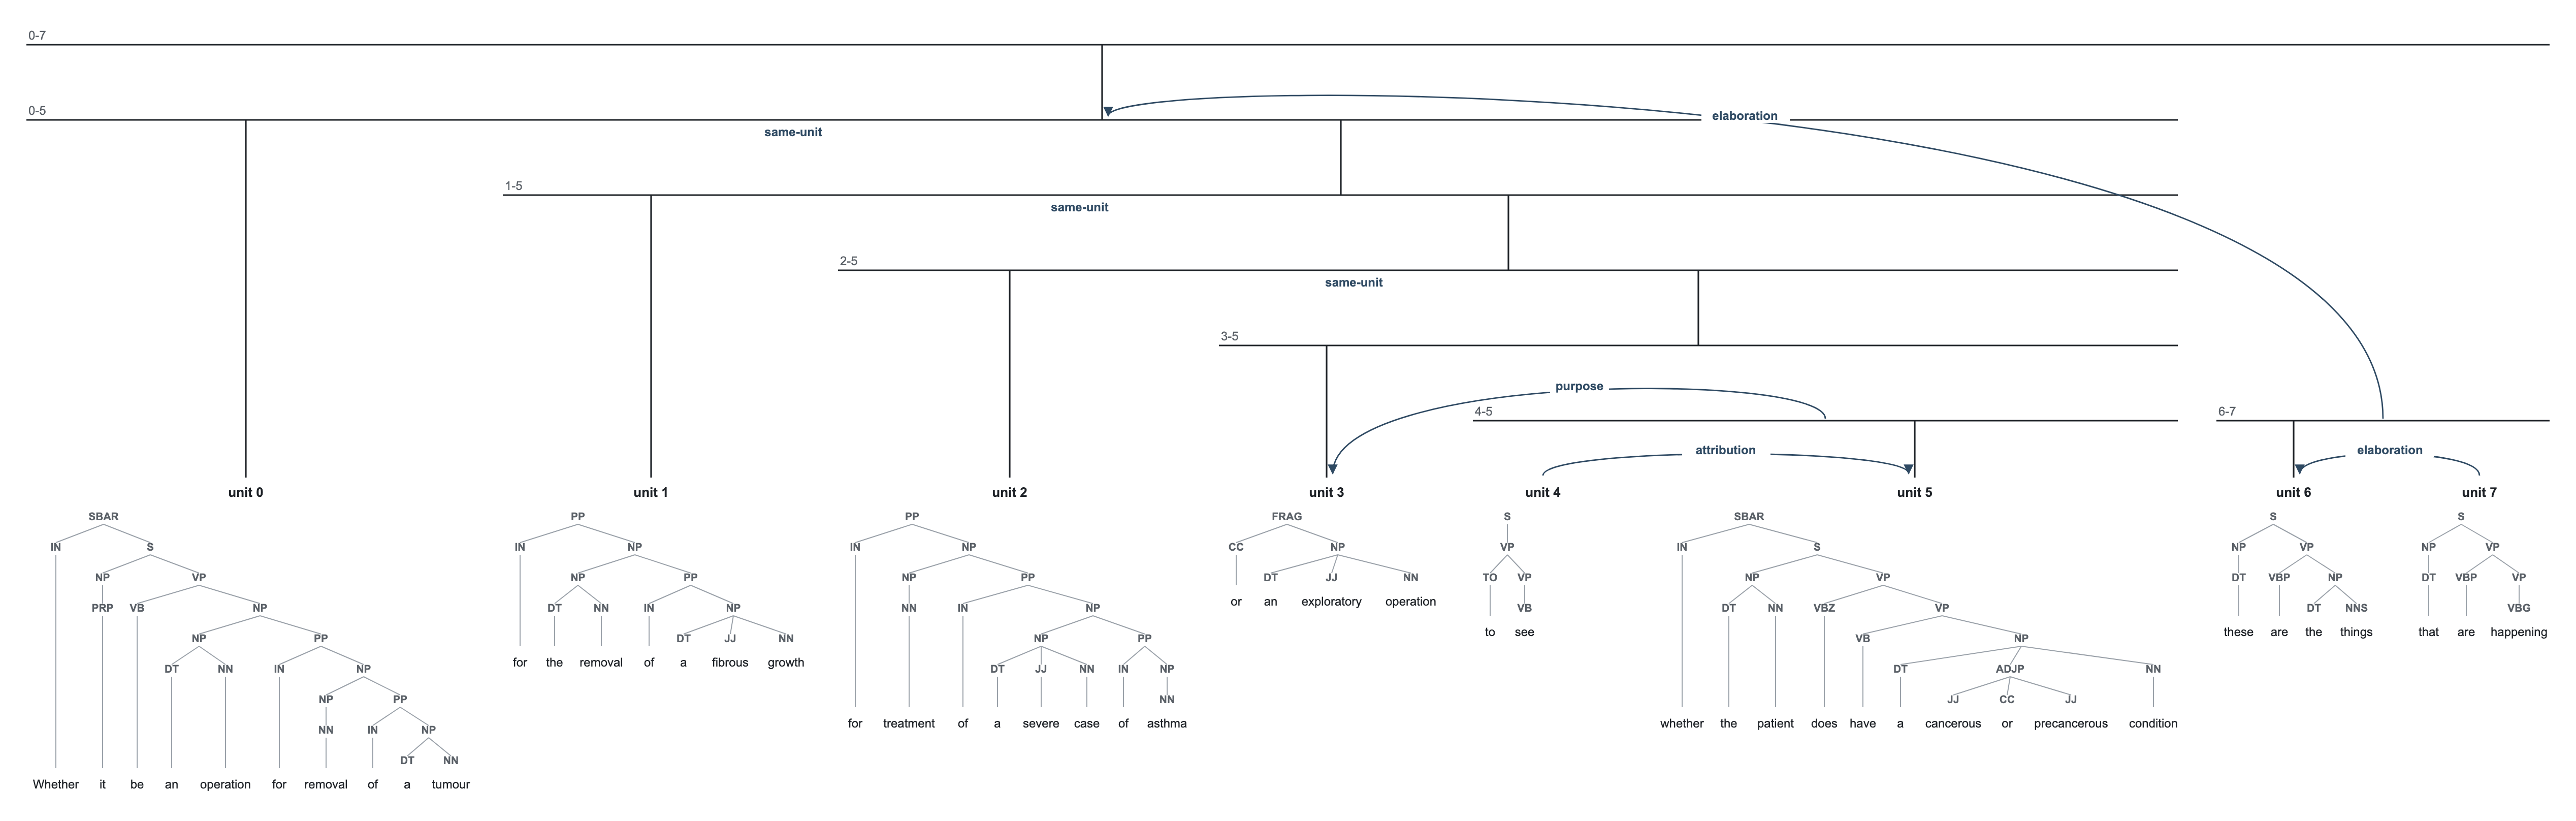 0-7
0-5
elaboration
same-unit
1-5
same-unit
2-5
same-unit
3-5
purpose
4-5 6-7
attribution elaboration
unit 0 unit 1 unit 2 unit 3 unit 4 unit 5 unit 6 unit 7
SBAR PP PP FRAG S SBAR S S
IN S IN NP IN NP CC NP VP IN S NP VP NP VP
NP VP NP PP NP PP DT JJ NN TO VP NP VP DT VBP NP DT VBP VP
or an exploratory operation
PRP VB NP DT NN IN NP NN IN NP VB DT NN VBZ VP DT NNS VBG
to see these are the things that are happening
NP PP DT JJ NN NP PP VB NP
for the removal of a fibrous growth
DT NN IN NP DT JJ NN IN NP DT ADJP NN
NP PP NN JJ CC JJ
for treatment of a severe case of asthma whether the patient does have a cancerous or precancerous condition
NN IN NP
DT NN
Whether it be an operation for removal of a tumour